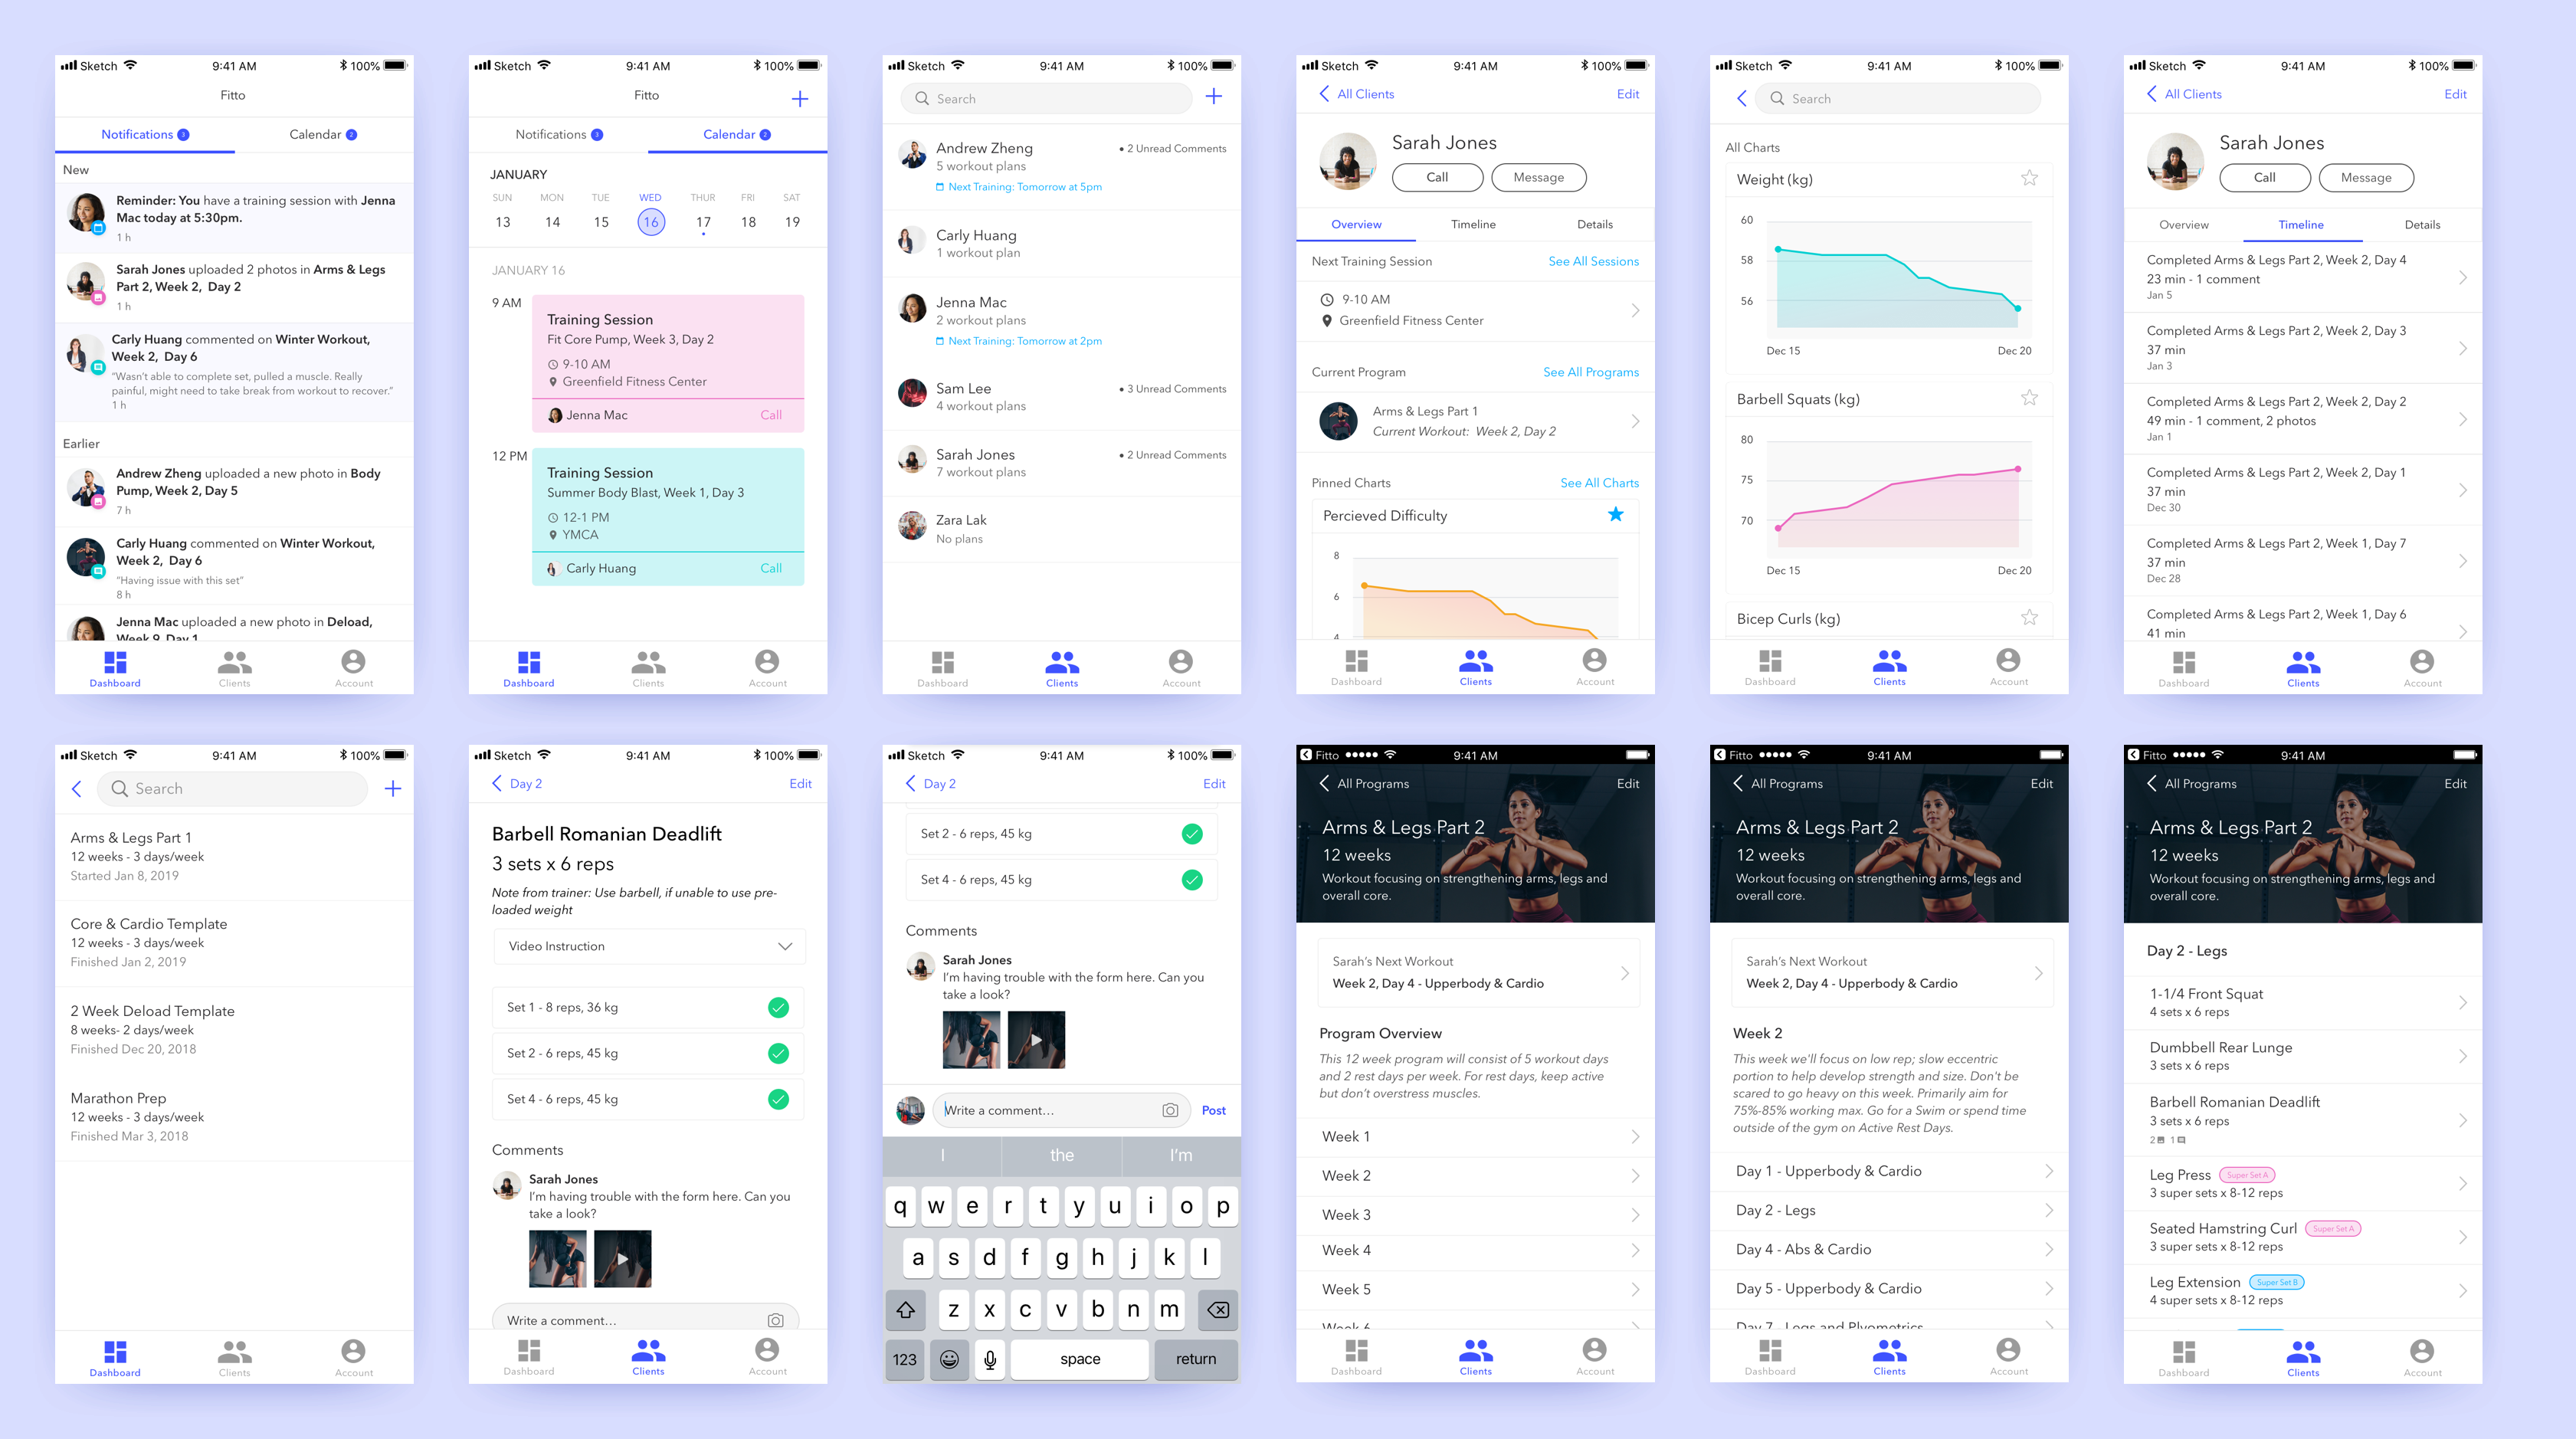 Sketch 9:41 AM 100%
Fitto
Notifications 3 Calendar 2
New
Reminder: You have a training session with Jenna
Mac today at 5:30pm.
1 h
Sarah Jones uploaded 2 photos in Arms & Legs
Part 2, Week 2, Day 2
1 h
Carly Huang commented on Winter Workout,
Week 2, Day 6
"Wasn't able to complete set, pulled a muscle. Really
painful, might need to take break from workout to recover."
1 h
Earlier
Andrew Zheng uploaded a new photo in Body
Pump, Week 2, Day 5
7 h
Carly Huang commented on Winter Workout,
Week 2, Day 6
"Having issue with this set"
8 h
Jenna Mac uploaded a new photo in Deload,
Week 9, Day 1
Dashboard Clients Account
Sketch 9:41 AM 100%
Fitto
Notifications 3 Calendar 2
JANUARY
SUN MON TUE WED THUR FRI SAT
13 14 15 16 17 18 19
JANUARY 16
9 AM
Training Session
Fit Core Pump, Week 3, Day 2
9-10 AM
Greenfield Fitness Center
Jenna Mac Call
12 PM
Training Session
Summer Body Blast, Week 1, Day 3
12-1 PM
YMCA
Carly Huang Call
Dashboard Clients Account
Sketch 9:41 AM 100%
Search
Andrew Zheng • 2 Unread Comments
5 workout plans
Next Training: Tomorrow at 5pm
Carly Huang
1 workout plan
Jenna Mac
2 workout plans
Next Training: Tomorrow at 2pm
Sam Lee • 3 Unread Comments
4 workout plans
Sarah Jones • 2 Unread Comments
7 workout plans
Zara Lak
No plans
Dashboard Clients Account
Sketch 9:41 AM 100%
All Clients Edit
Sarah Jones
Call Message
Overview Timeline Details
Next Training Session See All Sessions
9-10 AM
Greenfield Fitness Center
Current Program See All Programs
Arms & Legs Part 1
Current Workout: Week 2, Day 2
Pinned Charts See All Charts
Percieved Difficulty
8
6
4
Dashboard Clients Account
Sketch 9:41 AM 100%
Search
All Charts
Weight (kg)
60
58
56
Dec 15 Dec 20
Barbell Squats (kg)
80
75
70
Dec 15 Dec 20
Bicep Curls (kg)
Dashboard Clients Account
Sketch 9:41 AM 100%
All Clients Edit
Sarah Jones
Call Message
Overview Timeline Details
Completed Arms & Legs Part 2, Week 2, Day 4
23 min - 1 comment
Jan 5
Completed Arms & Legs Part 2, Week 2, Day 3
37 min
Jan 3
Completed Arms & Legs Part 2, Week 2, Day 2
49 min - 1 comment, 2 photos
Jan 1
Completed Arms & Legs Part 2, Week 2, Day 1
37 min
Dec 30
Completed Arms & Legs Part 2, Week 1, Day 7
37 min
Dec 28
Completed Arms & Legs Part 2, Week 1, Day 6
41 min
Dashboard Clients Account
Sketch 9:41 AM 100%
Search
Arms & Legs Part 1
12 weeks - 3 days/week
Started Jan 8, 2019
Core & Cardio Template
12 weeks - 3 days/week
Finished Jan 2, 2019
2 Week Deload Template
8 weeks- 2 days/week
Finished Dec 20, 2018
Marathon Prep
12 weeks - 3 days/week
Finished Mar 3, 2018
Dashboard Clients Account
Sketch 9:41 AM 100%
Day 2 Edit
Barbell Romanian Deadlift
3 sets x 6 reps
Note from trainer: Use barbell, if unable to use pre-
loaded weight
Video Instruction
Set 1 - 8 reps, 36 kg
Set 2 - 6 reps, 45 kg
Set 4 - 6 reps, 45 kg
Comments
Sarah Jones
I'm having trouble with the form here. Can you
take a look?
Write a comment...
Dashboard Clients Account
Sketch 9:41 AM 100%
Day 2 Edit
Set 2 - 6 reps, 45 kg
Set 4 - 6 reps, 45 kg
Comments
Sarah Jones
I'm having trouble with the form here. Can you
take a look?
Write a comment... Post
I the I'm
q w e r t y u i o p
a s d f g h j k l
z x c v b n m
123 space return
Fitto 9:41 AM
All Programs Edit
Arms & Legs Part 2
12 weeks
Workout focusing on strengthening arms, legs and
overall core.
Sarah's Next Workout
Week 2, Day 4 - Upperbody & Cardio
Program Overview
This 12 week program will consist of 5 workout days
and 2 rest days per week. For rest days, keep active
but don't overstress muscles.
Week 1
Week 2
Week 3
Week 4
Week 5
Week 6
Dashboard Clients Account
Fitto 9:41 AM
All Programs Edit
Arms & Legs Part 2
12 weeks
Workout focusing on strengthening arms, legs and
overall core.
Sarah's Next Workout
Week 2, Day 4 - Upperbody & Cardio
Week 2
This week we'll focus on low rep; slow eccentric
portion to help develop strength and size. Don't be
scared to go heavy on this week. Primarily aim for
75%-85% working max. Go for a Swim or spend time
outside of the gym on Active Rest Days.
Day 1 - Upperbody & Cardio
Day 2 - Legs
Day 4 - Abs & Cardio
Day 5 - Upperbody & Cardio
Day 7 - Legs and Plyometrics
Dashboard Clients Account
Fitto 9:41 AM
All Programs Edit
Arms & Legs Part 2
12 weeks
Workout focusing on strengthening arms, legs and
overall core.
Day 2 - Legs
1-1/4 Front Squat
4 sets x 6 reps
Dumbbell Rear Lunge
3 sets x 6 reps
Barbell Romanian Deadlift
3 sets x 6 reps
2 1
Leg Press Super Set A
3 super sets x 8-12 reps
Seated Hamstring Curl Super Set A
3 super sets x 8-12 reps
Leg Extension Super Set B
4 super sets x 8-12 reps
Dashboard Clients Account